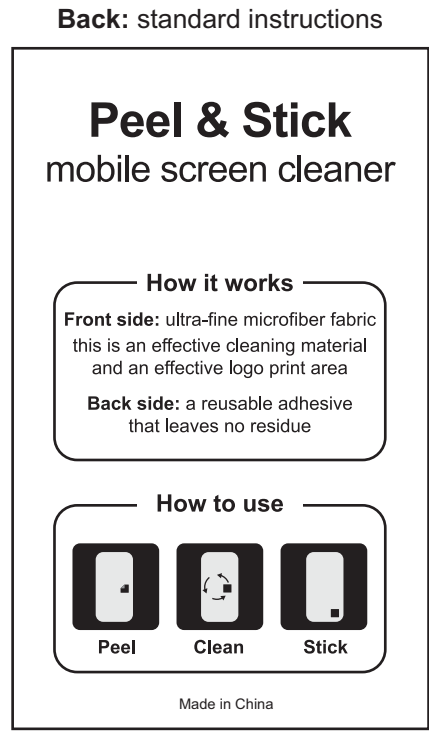 Back: standard instructions
Peel & Stick
mobile screen cleaner
How it works
Front side: ultra-fine microfiber fabric
this is an effective cleaning material
and an effective logo print area
Back side: a reusable adhesive
that leaves no residue
How to use
Peel Clean Stick
Made in China